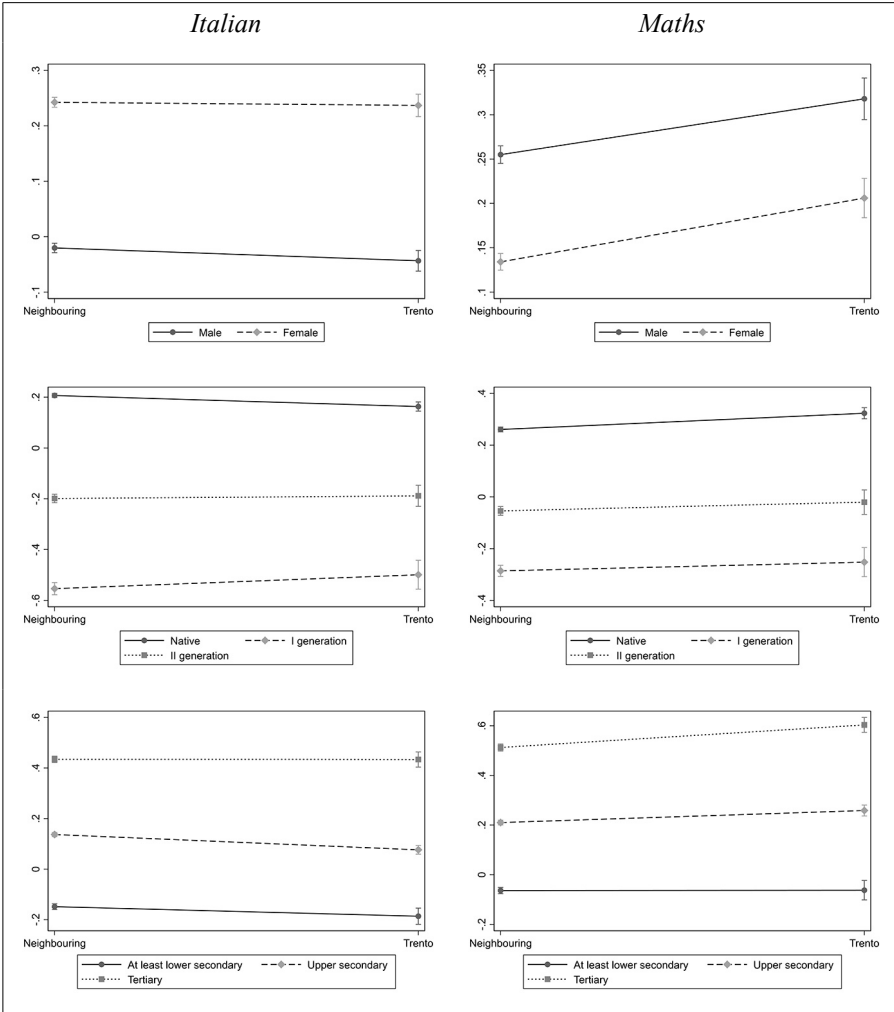 Italian
Maths
.3
.2
.1
0
-.1
Neighbouring
Trento
Male
Female
.35
.3
.25
.2
.15
.1
Neighbouring
Trento
Male
Female
.2
0
-.2
-.4
-.6
Neighbouring
Trento
Native
I generation
II generation
.4
.2
0
-.2
-.4
Neighbouring
Trento
Native
I generation
II generation
.6
.4
.2
0
-.2
Neighbouring
Trento
At least lower secondary
Upper secondary
Tertiary
.6
.4
.2
0
-.2
Neighbouring
Trento
At least lower secondary
Upper secondary
Tertiary